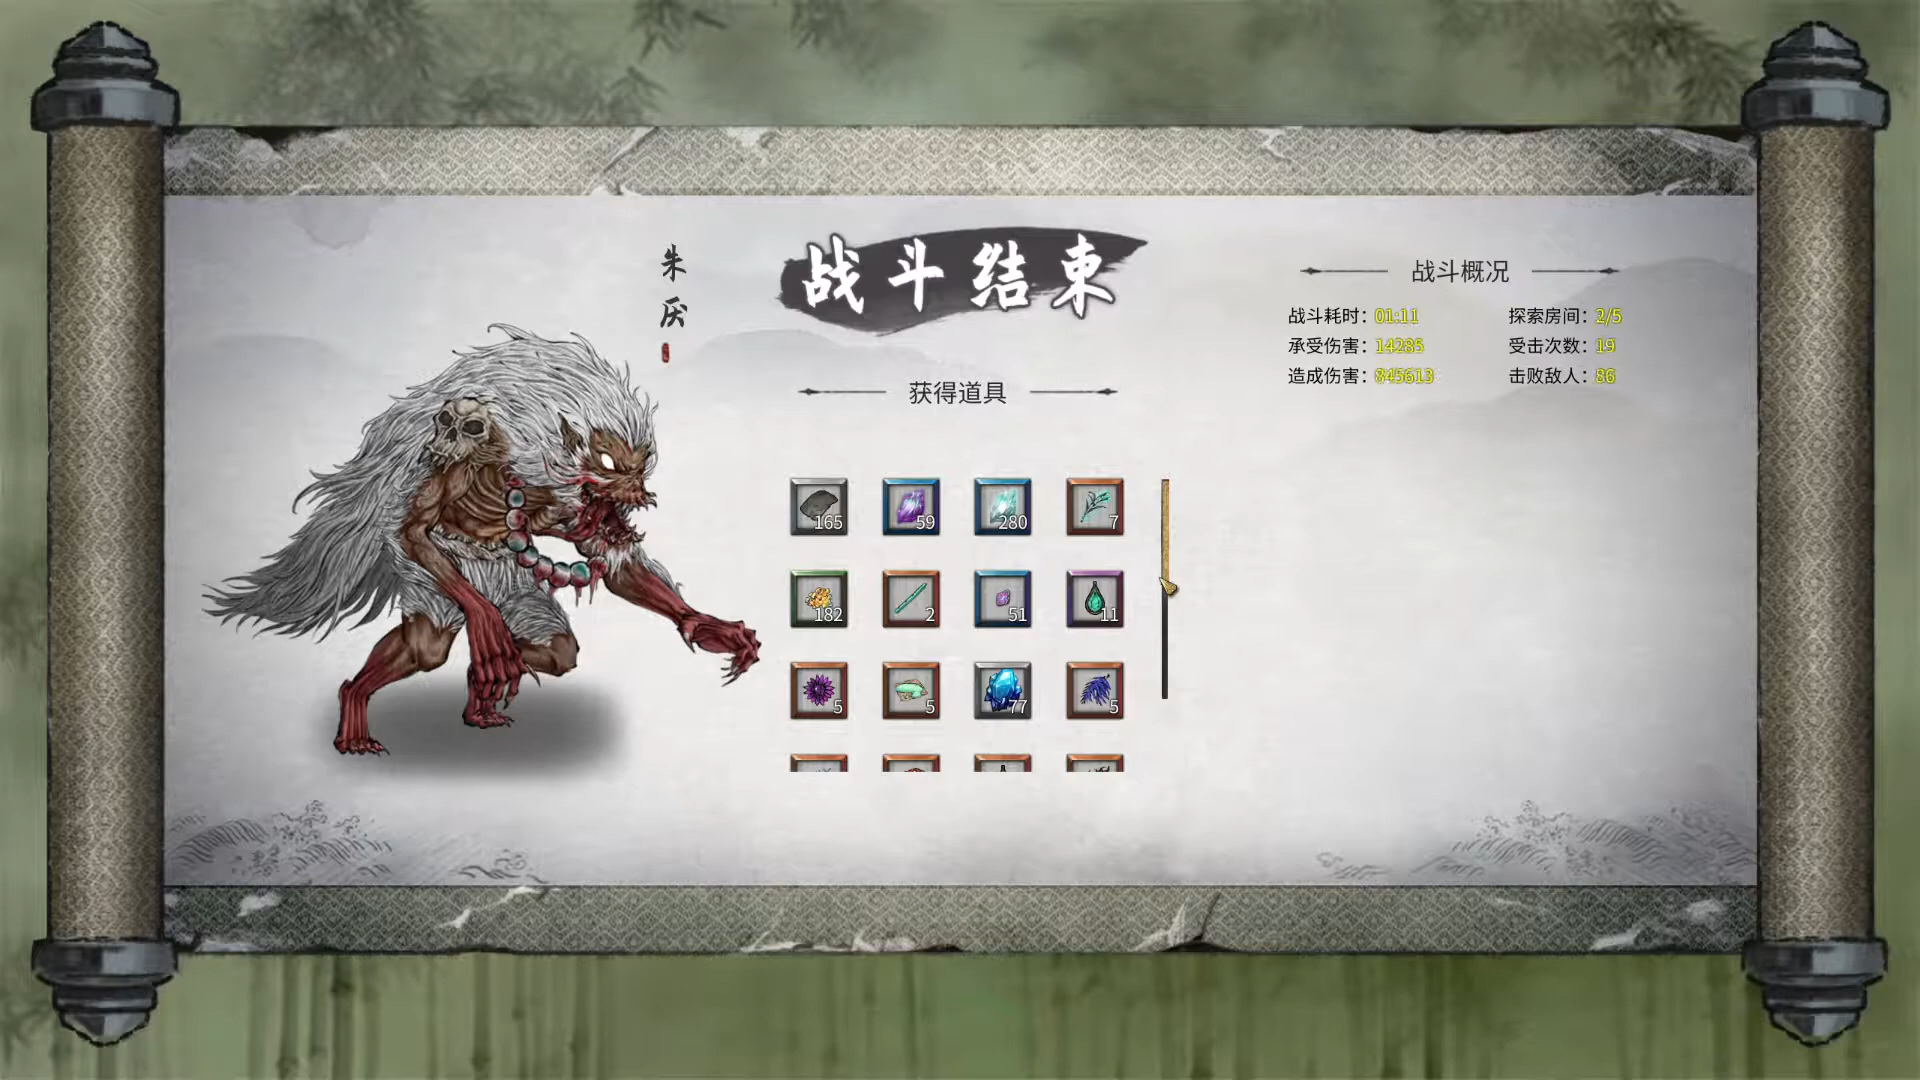 朱厌
战斗结束
获得道具
165
59
280
7
182
2
51
11
5
5
77
5
战斗概况
战斗耗时：01:11
探索房间：2/5
承受伤害：14285
受击次数：19
造成伤害：845613
击败敌人：86